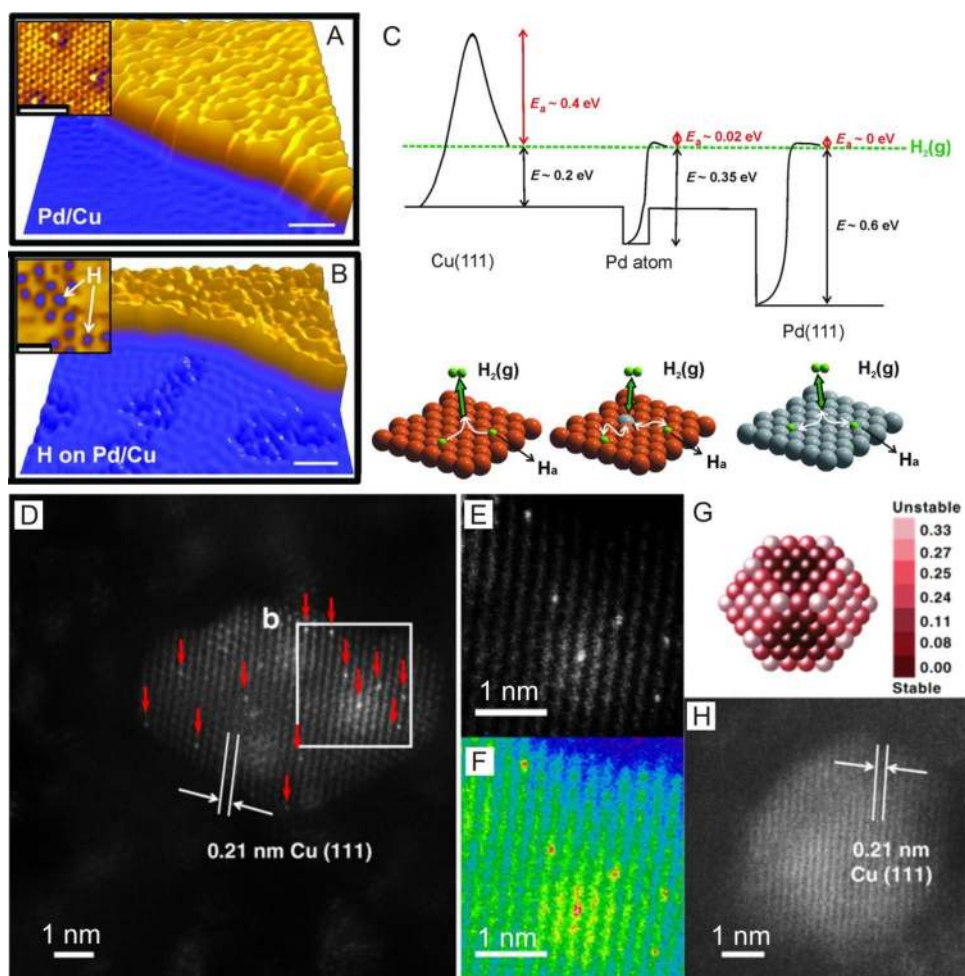 A
Pd/Cu
B
H
H on Pd/Cu
C
Eₐ ~ 0.4 eV
Eₐ ~ 0.02 eV
Eₐ ~ 0 eV
H₂(g)
E ~ 0.2 eV
E ~ 0.35 eV
E ~ 0.6 eV
Cu(111)
Pd atom
Pd(111)
H₂(g)
H₂(g)
H₂(g)
Hₐ
Hₐ
Hₐ
D
b
0.21 nm Cu (111)
1 nm
E
1 nm
F
1 nm
G
Unstable
0.33
0.27
0.25
0.24
0.11
0.08
0.00
Stable
H
0.21 nm
Cu (111)
1 nm